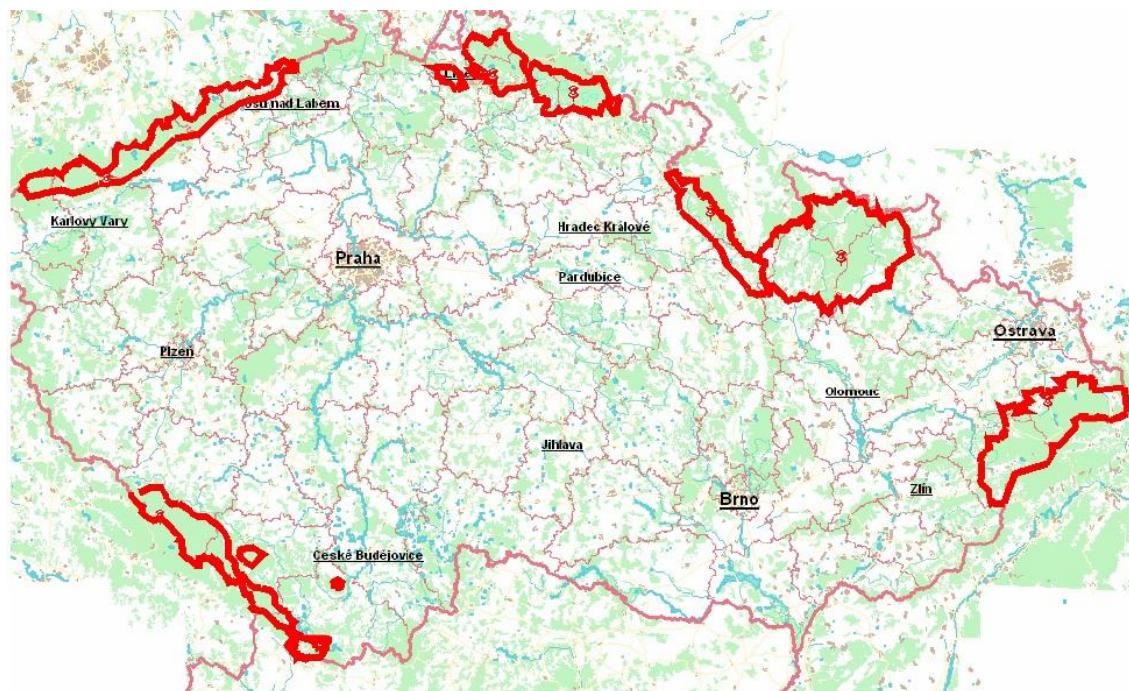 Ústí nad Labem
Karlovy Vary
Hradec Králové
Praha
Pardubice
Ostrava
Plzeň
Olomouc
Jihlava
Zlín
Brno
České Budějovice